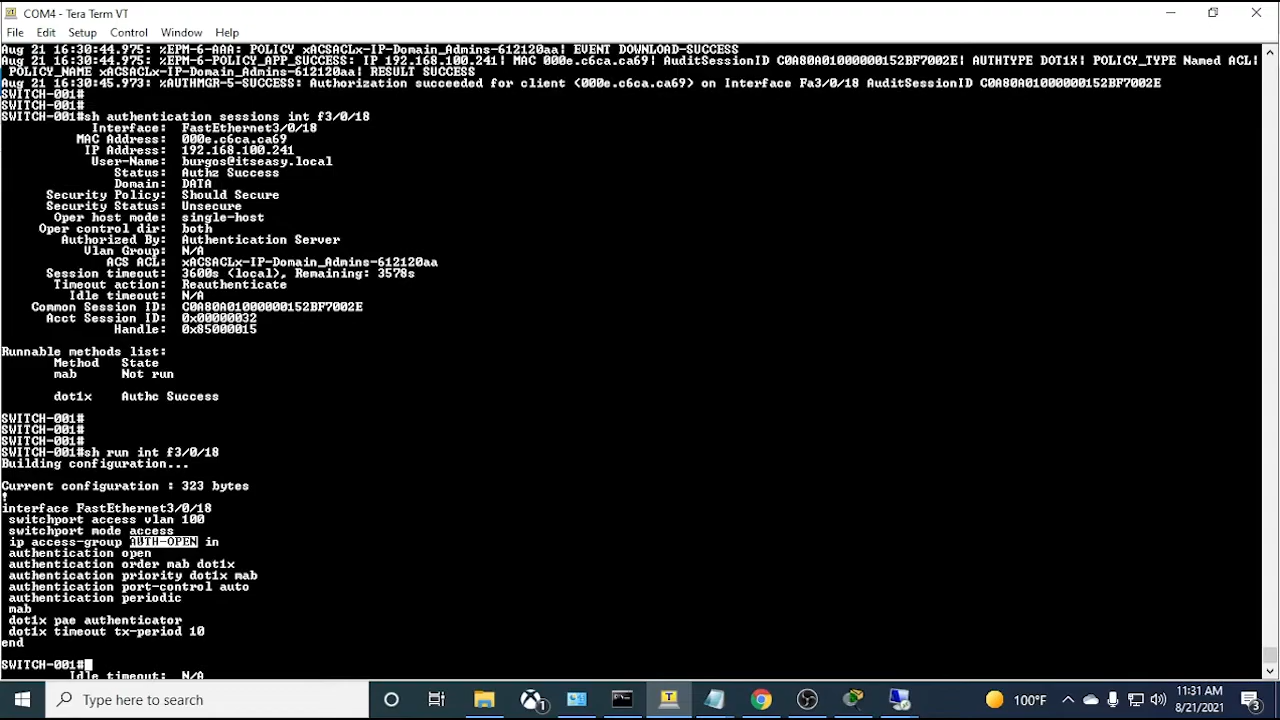 COM4 - Tera Term VT
File Edit Setup Control Window Help
Aug 21 16:30:44.975: %EPM-6-AAA: POLICY xACSACLx-IP-Domain_Admins-612120aa| EVENT DOWNLOAD-SUCCESS
Aug 21 16:30:44.975: %EPM-6-POLICY_APP_SUCCESS: IP 192.168.100.241| MAC 000e.c6ca.ca69| AuditSessionID C0A80A01000000152BF7002E| AUTHTYPE DOT1X| POLICY_TYPE Named ACL|
POLICY_NAME xACSACLx-IP-Domain_Admins-612120aa| RESULT SUCCESS
Aug 21 16:30:45.973: %AUTHMGR-5-SUCCESS: Authorization succeeded for client (000e.c6ca.ca69) on Interface Fa3/0/18 AuditSessionID C0A80A01000000152BF7002E
SWITCH-001#
SWITCH-001#
SWITCH-001#sh authentication sessions int f3/0/18
Interface: FastEthernet3/0/18
MAC Address: 000e.c6ca.ca69
IP Address: 192.168.100.241
User-Name: burgos@itseasy.local
Status: Authz Success
Domain: DATA
Security Policy: Should Secure
Security Status: Unsecure
Oper host mode: single-host
Oper control dir: both
Authorized By: Authentication Server
Vlan Group: N/A
ACS ACL: xACSACLx-IP-Domain_Admins-612120aa
Session timeout: 3600s (local), Remaining: 3578s
Timeout action: Reauthenticate
Idle timeout: N/A
Common Session ID: C0A80A01000000152BF7002E
Acct Session ID: 0x00000032
Handle: 0x85000015
Runnable methods list:
Method State
mab Not run
dot1x Authc Success
SWITCH-001#
SWITCH-001#
SWITCH-001#
SWITCH-001#sh run int f3/0/18
Building configuration...
Current configuration : 323 bytes
!
interface FastEthernet3/0/18
switchport access vlan 100
switchport mode access
ip access-group AUTH-OPEN in
authentication open
authentication order mab dot1x
authentication priority dot1x mab
authentication port-control auto
authentication periodic
mab
dot1x pae authenticator
dot1x timeout tx-period 10
end
SWITCH-001#
Idle timeout: N/A
Type here to search
1
100°F
11:31 AM
8/21/2021
3